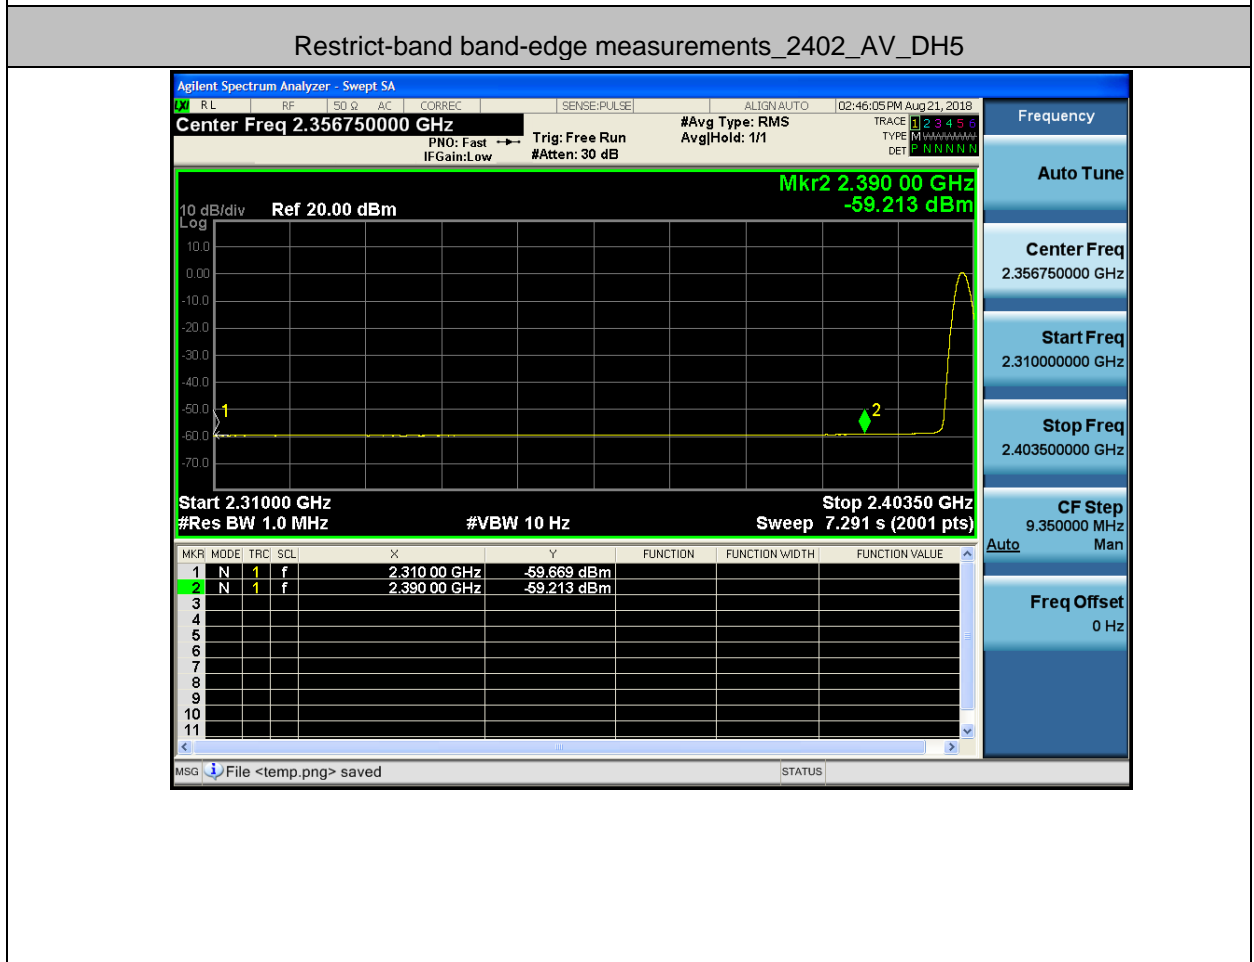 Restrict-band band-edge measurements_2402_AV_DH5
Agilent Spectrum Analyzer - Swept SA
LXI RL RF 50 Ω AC CORREC SENSE:PULSE ALIGN AUTO 02:46:05 PM Aug 21, 2018
Center Freq 2.356750000 GHz
PNO: Fast
IFGain:Low
Trig: Free Run
#Atten: 30 dB
#Avg Type: RMS
Avg|Hold: 1/1
TRACE 1 2 3 4 5 6
TYPE M
DET P N N N N N
Mkr2 2.390 00 GHz
-59.213 dBm
10 dB/div Ref 20.00 dBm
Log
10.0
0.00
-10.0
-20.0
-30.0
-40.0
-50.0
-60.0
-70.0
1
2
Start 2.31000 GHz Stop 2.40350 GHz
#Res BW 1.0 MHz #VBW 10 Hz Sweep 7.291 s (2001 pts)
MKR MODE TRC SCL X Y FUNCTION FUNCTION WIDTH FUNCTION VALUE
1 N 1 f 2.310 00 GHz -59.669 dBm
2 N 1 f 2.390 00 GHz -59.213 dBm
3
4
5
6
7
8
9
10
11
MSG File <temp.png> saved STATUS
Frequency
Auto Tune
Center Freq
2.356750000 GHz
Start Freq
2.310000000 GHz
Stop Freq
2.403500000 GHz
CF Step
9.350000 MHz
Auto Man
Freq Offset
0 Hz